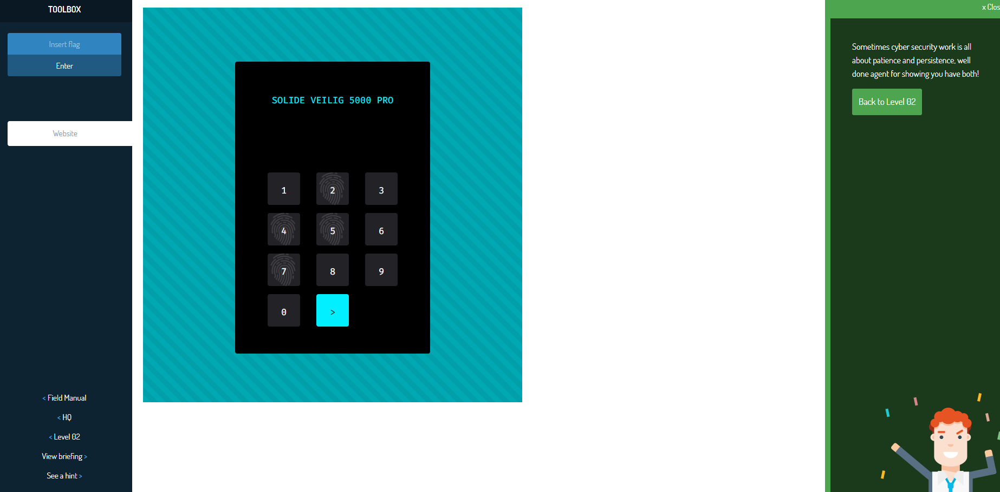 TOOLBOX
Insert flag
Enter
Website
< Field Manual
< HQ
< Level 02
View briefing >
See a hint >
SOLIDE VEILIG 5000 PRO
1 2 3
4 5 6
7 8 9
0 >
x Clos
Sometimes cyber security work is all
about patience and persistence, well
done agent for showing you have both!
Back to Level 02